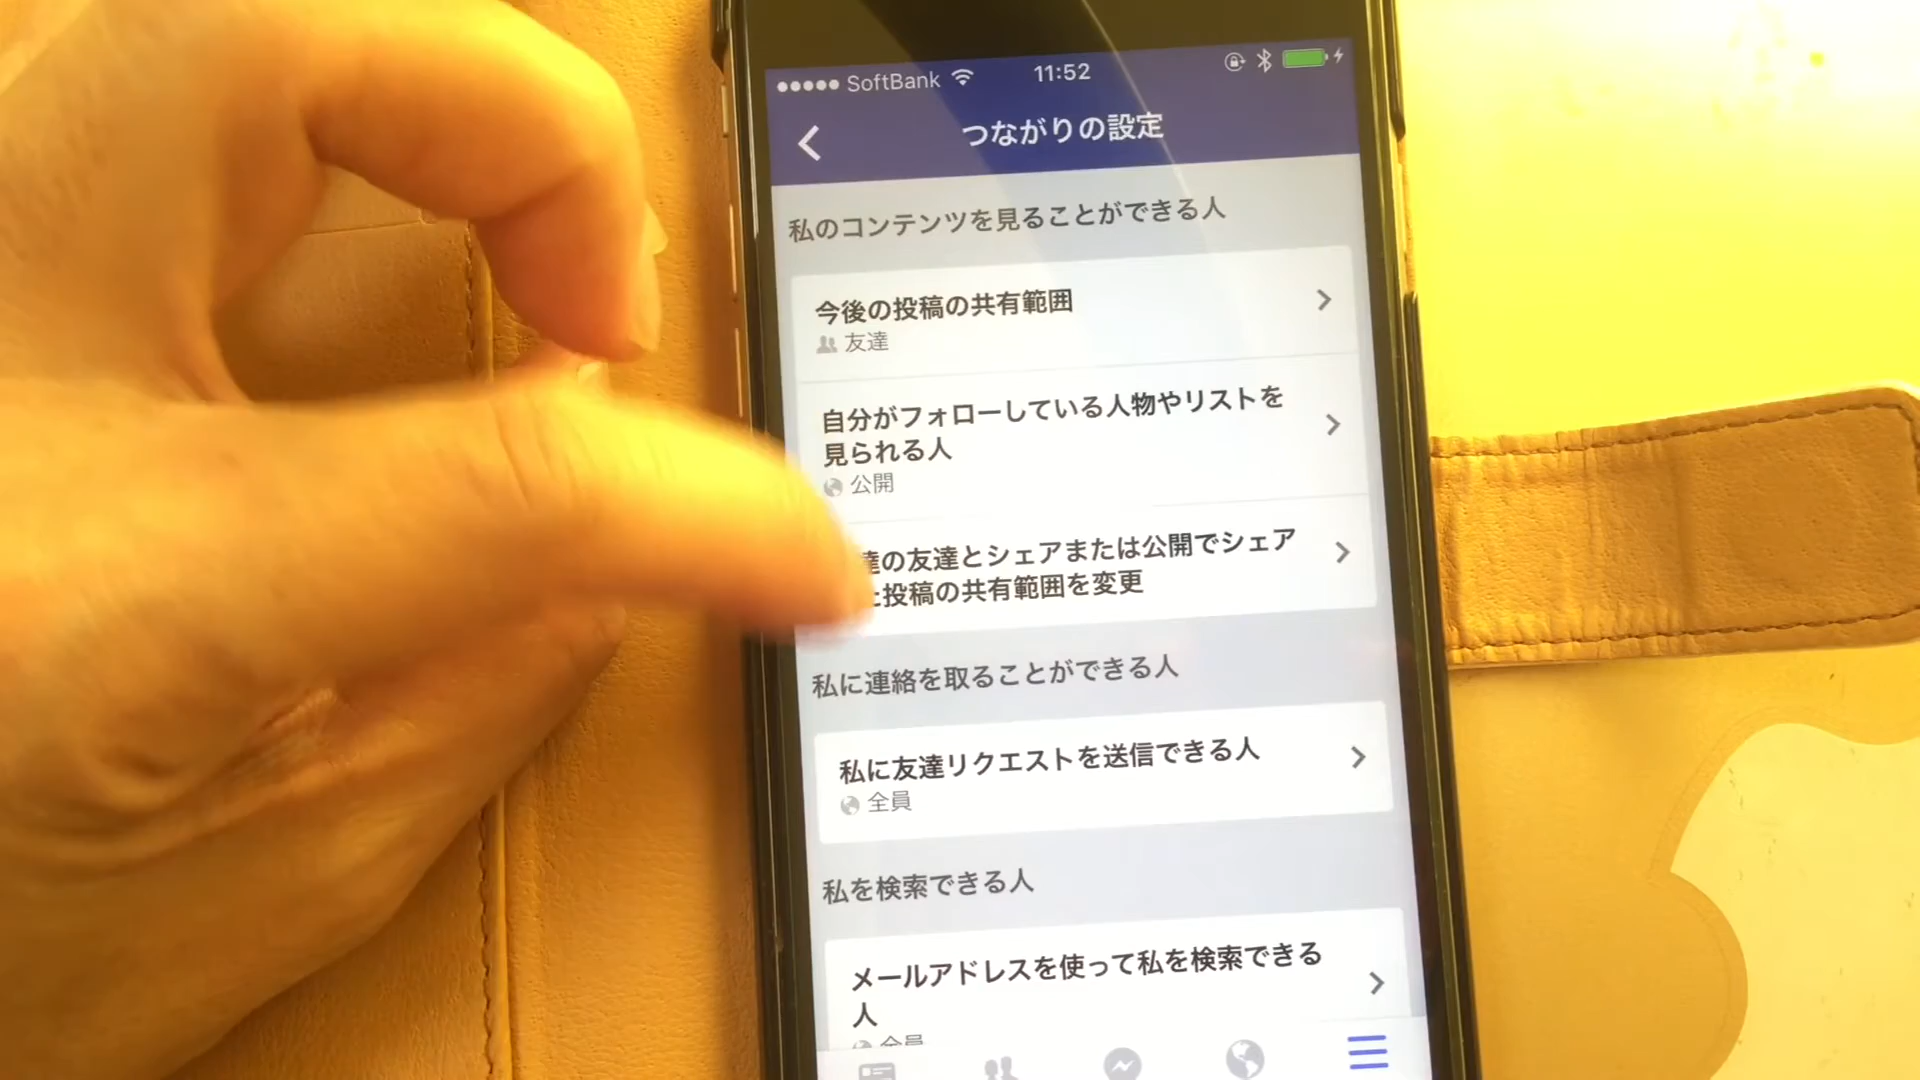 SoftBank 11:52
つながりの設定
私のコンテンツを見ることができる人
今後の投稿の共有範囲
友達
自分がフォローしている人物やリストを
見られる人
公開
達の友達とシェアまたは公開でシェア
投稿の共有範囲を変更
私に連絡を取ることができる人
私に友達リクエストを送信できる人
全員
私を検索できる人
メールアドレスを使って私を検索できる
人
全員